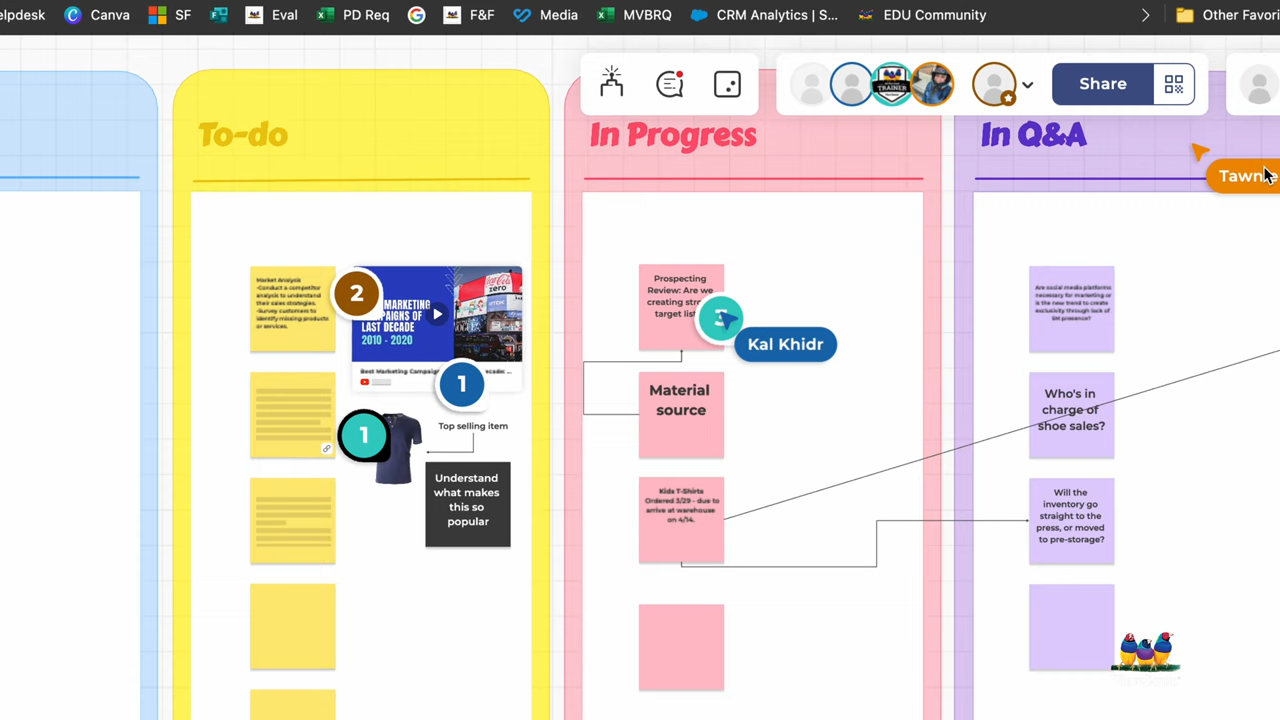 elpdesk
Canva
SF
Eval
PD Req
F&F
Media
MVBRQ
CRM Analytics | S...
EDU Community
Other Favori
Share
To-do
In Progress
In Q&A
Market Analysis
-Conduct a competitor
analysis to understand
their sales strategies.
-Survey customers to
identify missing products
or services.
2
MARKETING
CAMPAIGNS OF
LAST DECADE
2010 - 2020
Best Marketing Campaig
cade: ...
1
1
Top selling item
Understand
what makes
this so
popular
Prospecting
Review: Are we
creating stro
target lis
Kal Khidr
Material
source
Kids T-Shirts
Ordered 3/29 - due to
arrive at warehouse
on 4/14.
Are social media platforms
necessary for marketing or
is the new trend to create
exclusivity through lack of
SM presence?
Who's in
charge of
shoe sales?
Will the
inventory go
straight to the
press, or moved
to pre-storage?
TRAINER